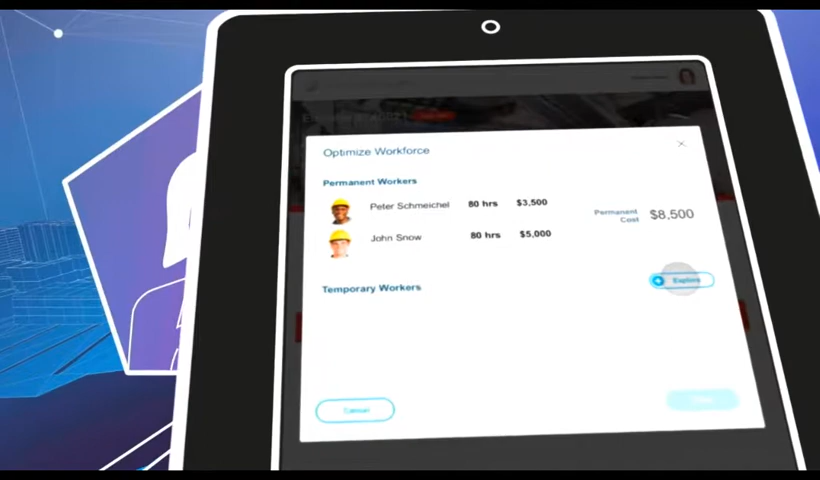 Optimize Workforce
Permanent Workers
Peter Schmeichel 80 hrs $3,500
John Snow 80 hrs $5,000
Permanent Cost $8,500
Temporary Workers
Explore
Cancel